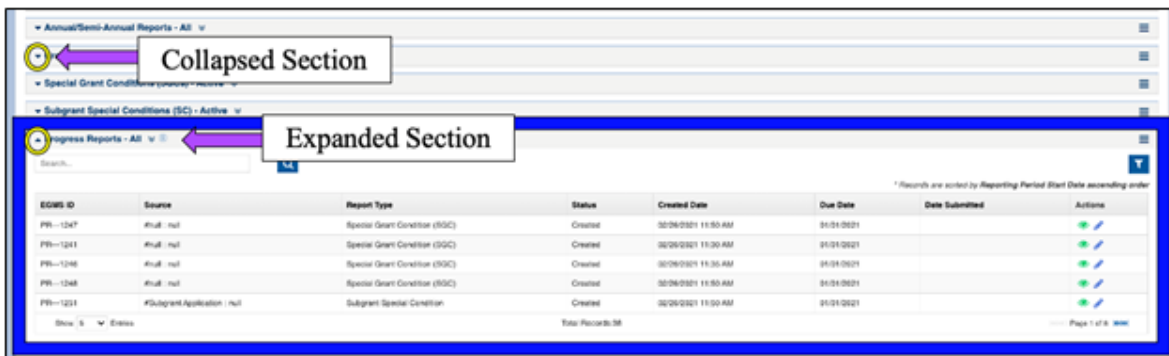 Annual/Semi-Annual Reports - All
Collapsed Section
Special Grant Conditions (SGCs) - Active
Subgrant Special Conditions (SC) - Active
Progress Reports - All
Expanded Section
Search...
* Records are sorted by Reporting Period Start Date ascending order
EGMS ID Source Report Type Status Created Date Due Date Date Submitted Actions
PR---1247 #null : null Special Grant Condition (SGC) Created 02/26/2021 11:50 AM 01/31/2021
PR---1241 #null : null Special Grant Condition (SGC) Created 02/26/2021 11:30 AM 01/31/2021
PR---1246 #null : null Special Grant Condition (SGC) Created 02/26/2021 11:35 AM 01/31/2021
PR---1248 #null : null Special Grant Condition (SGC) Created 02/26/2021 11:50 AM 01/31/2021
PR---1231 #Subgrant Application : null Subgrant Special Condition Created 02/26/2021 11:00 AM 01/31/2021
Show 5 Entries Total Records:38 Page 1 of 8